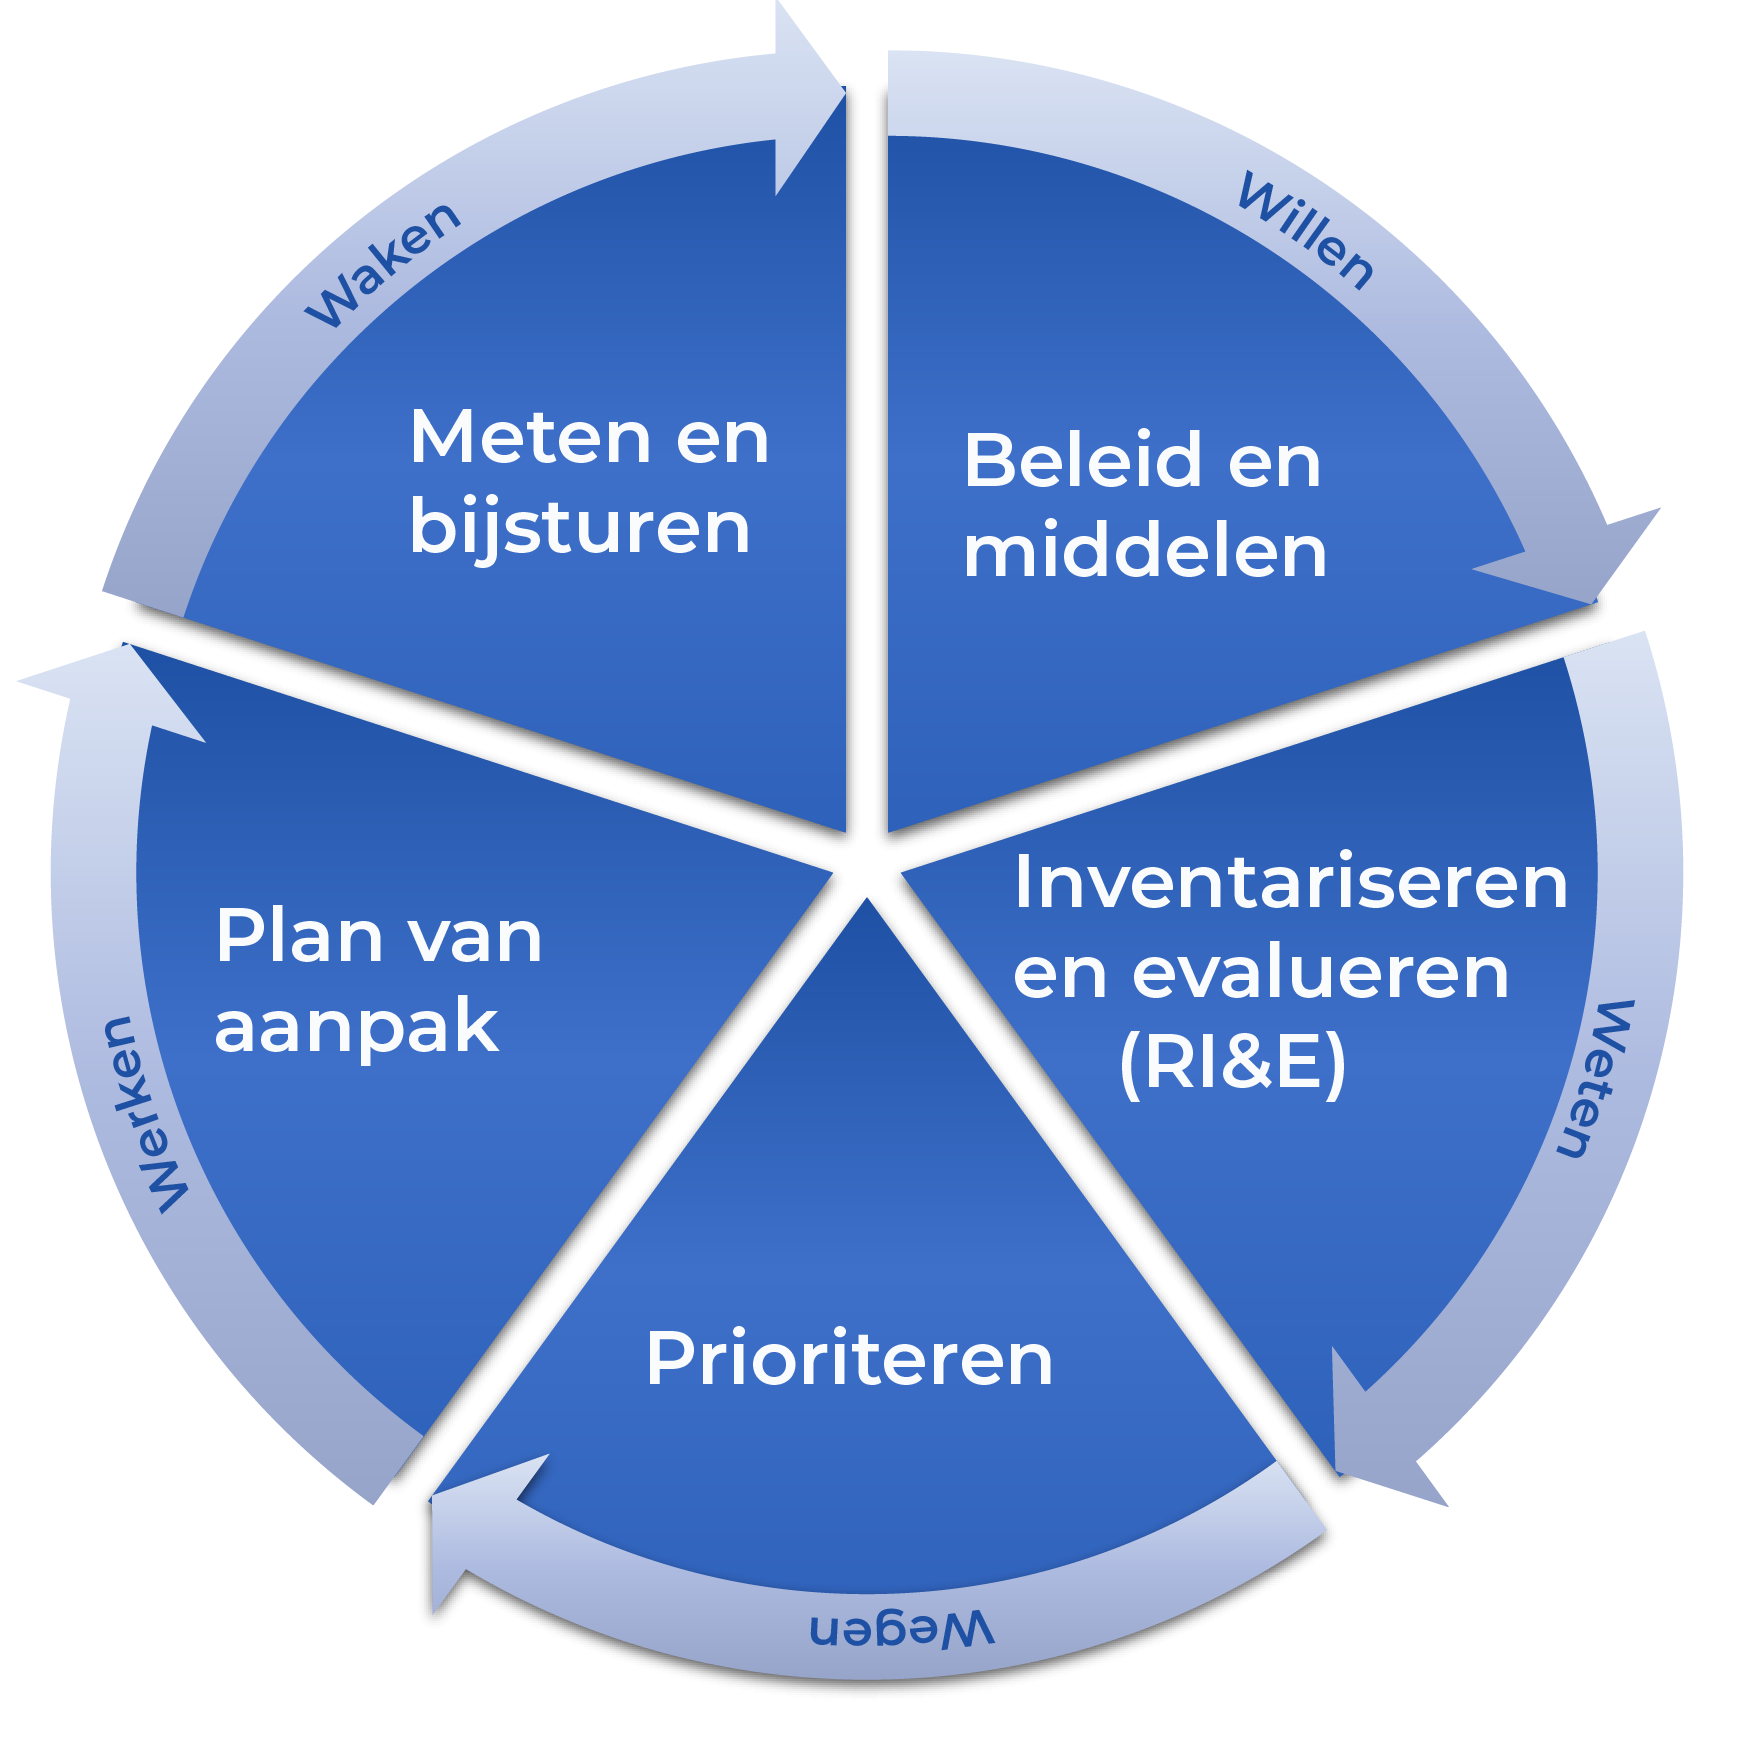 Willen
Beleid en
middelen
Weten
Inventariseren
en evalueren
(RI&E)
Wegen
Prioriteren
Werken
Plan van
aanpak
Waken
Meten en
bijsturen